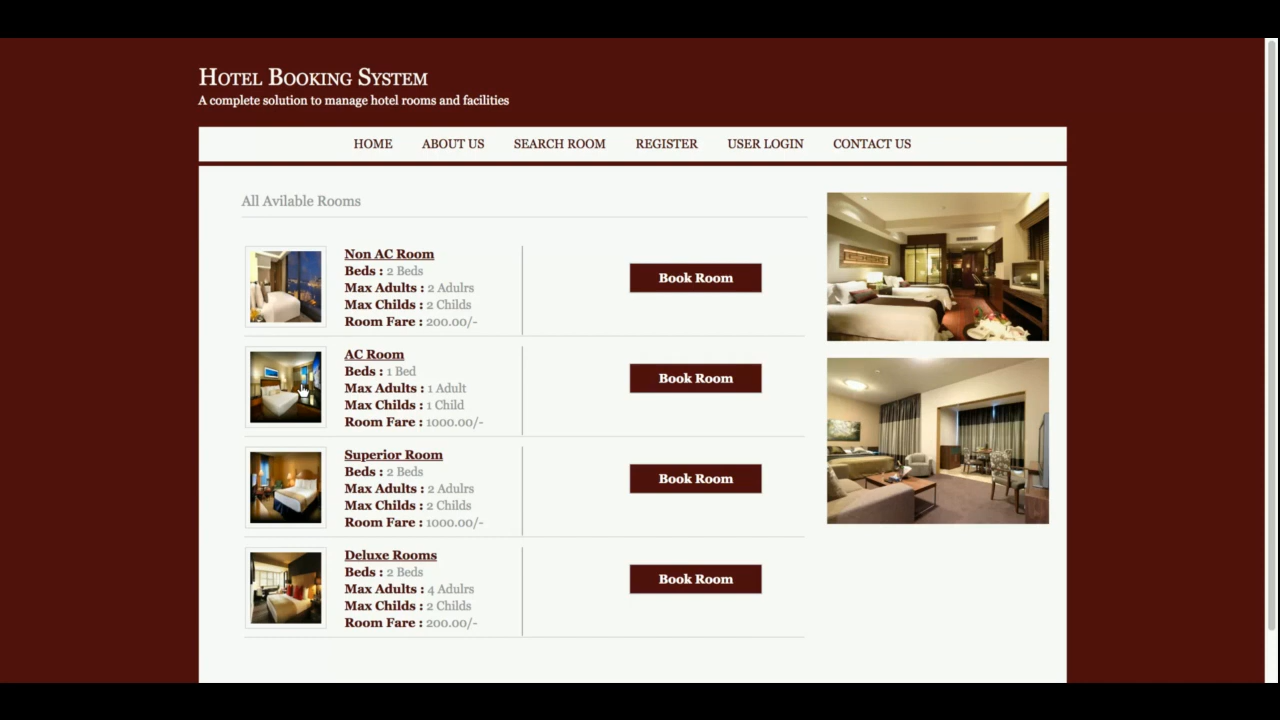 Hotel Booking System
A complete solution to manage hotel rooms and facilities
HOME ABOUT US SEARCH ROOM REGISTER USER LOGIN CONTACT US
All Avilable Rooms
Non AC Room
Beds : 2 Beds
Max Adults : 2 Adulrs
Max Childs : 2 Childs
Room Fare : 200.00/-
Book Room
AC Room
Beds : 1 Bed
Max Adults : 1 Adult
Max Childs : 1 Child
Room Fare : 1000.00/-
Book Room
Superior Room
Beds : 2 Beds
Max Adults : 2 Adulrs
Max Childs : 2 Childs
Room Fare : 1000.00/-
Book Room
Deluxe Rooms
Beds : 2 Beds
Max Adults : 4 Adulrs
Max Childs : 2 Childs
Room Fare : 200.00/-
Book Room